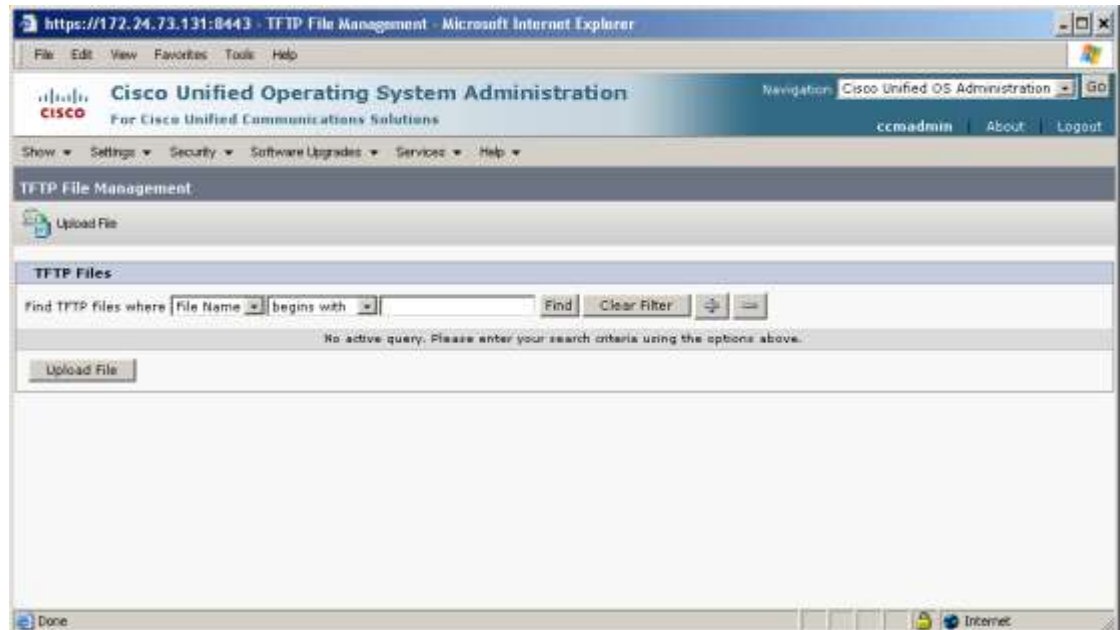 https://172.24.73.131:8443 - TFTP File Management - Microsoft Internet Explorer
File Edit View Favorites Tools Help
CISCO
Cisco Unified Operating System Administration
For Cisco Unified Communications Solutions
Navigation Cisco Unified OS Administration Go
ccmadmin | About | Logout
Show Settings Security Software Upgrades Services Help
TFTP File Management
Upload File
TFTP Files
Find TFTP files where File Name begins with Find Clear Filter
No active query. Please enter your search criteria using the options above.
Upload File
Done Internet